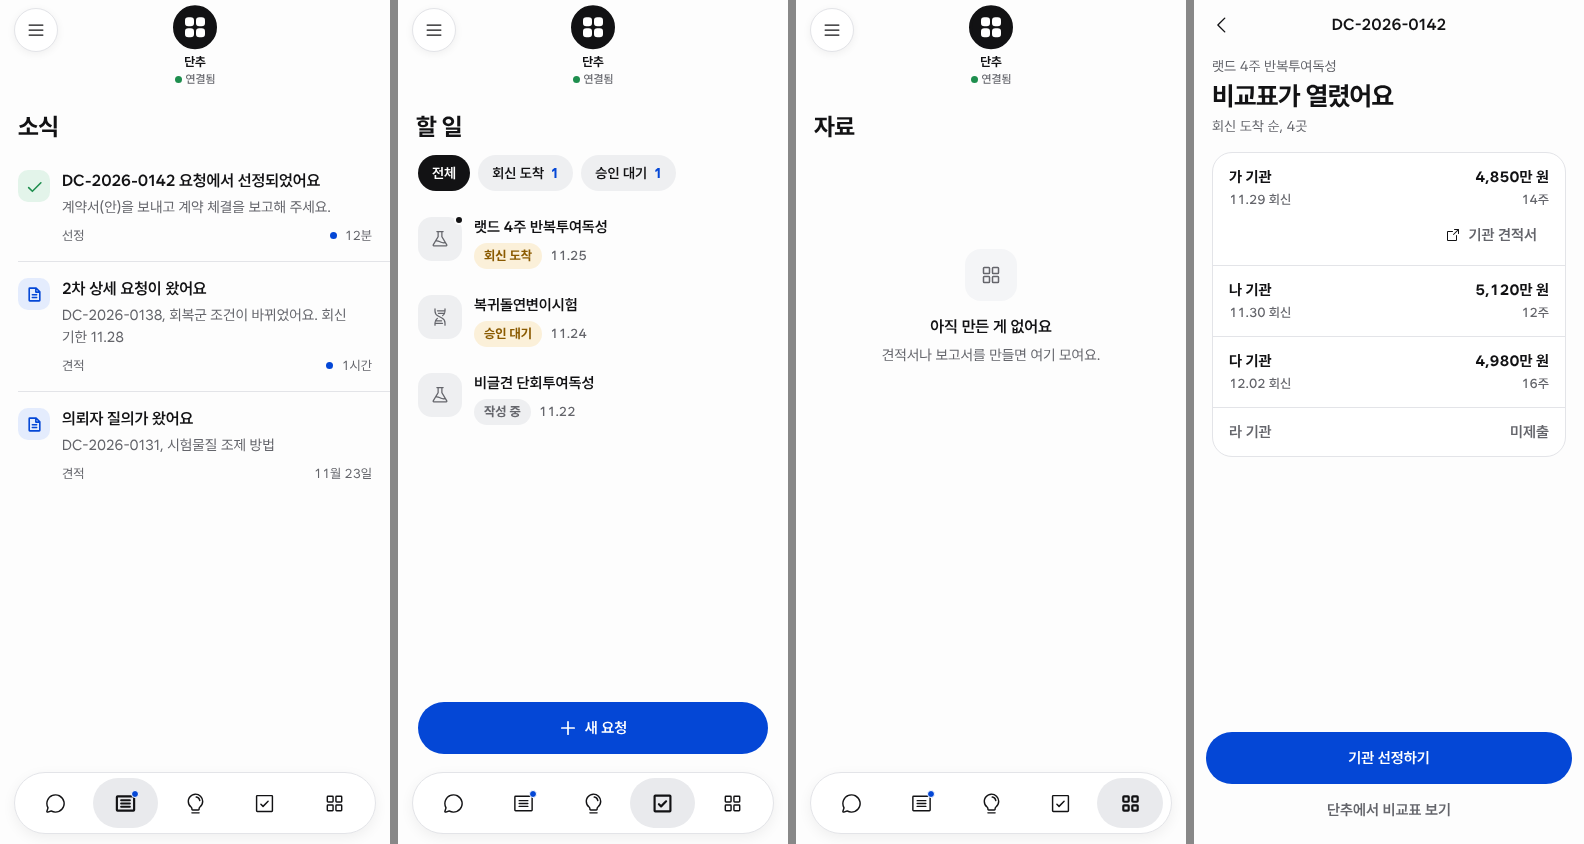 단추
연결됨
소식
DC-2026-0142 요청에서 선정되었어요
계약서(안)을 보내고 계약 체결을 보고해 주세요.
선정 12분
2차 상세 요청이 왔어요
DC-2026-0138, 회복군 조건이 바뀌었어요. 회신
기한 11.28
견적 1시간
의뢰자 질의가 왔어요
DC-2026-0131, 시험물질 조제 방법
견적 11월 23일
단추
연결됨
할 일
전체 회신 도착 1 승인 대기 1
랫드 4주 반복투여독성
회신 도착 11.25
복귀돌연변이시험
승인 대기 11.24
비글견 단회투여독성
작성 중 11.22
새 요청
단추
연결됨
자료
아직 만든 게 없어요
견적서나 보고서를 만들면 여기 모여요.
DC-2026-0142
랫드 4주 반복투여독성
비교표가 열렸어요
회신 도착 순, 4곳
가 기관 4,850만 원
11.29 회신 14주
기관 견적서
나 기관 5,120만 원
11.30 회신 12주
다 기관 4,980만 원
12.02 회신 16주
라 기관 미제출
기관 선정하기
단추에서 비교표 보기